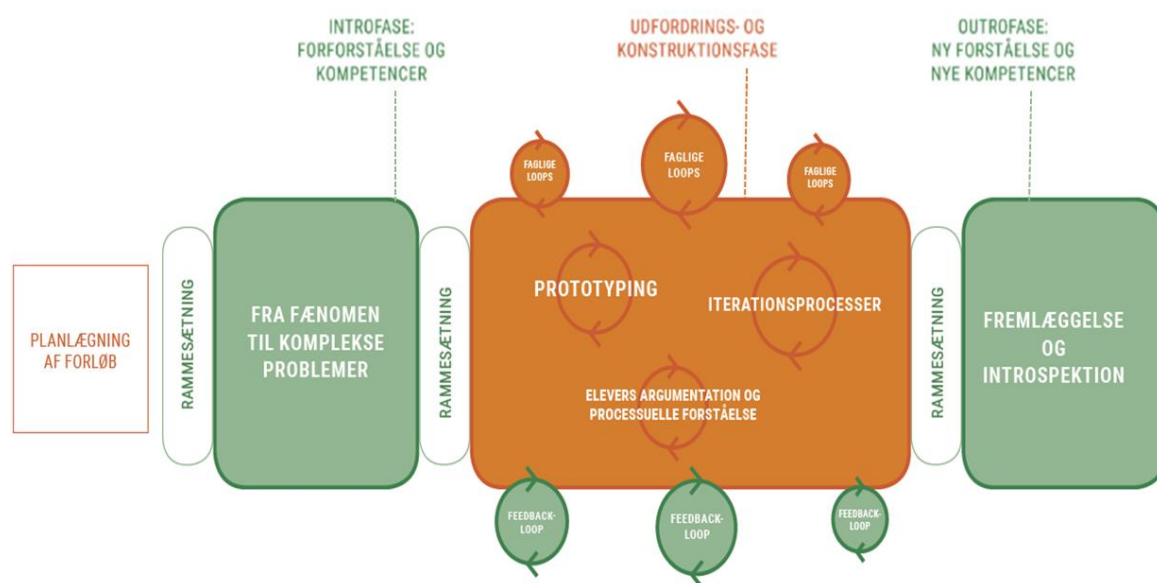 INTROFASE:
FORFORSTÅELSE OG
KOMPETENCER
UDFORDRINGS- OG
KONSTRUKTIONSFASE
OUTROFASE:
NY FORSTÅELSE OG
NYE KOMPETENCER
FAGLIGE
LOOPS
FAGLIGE
LOOPS
FAGLIGE
LOOPS
PLANLÆGNING
AF FORLØB
RAMMESÆTNING
FRA FÆNOMEN
TIL KOMPLEKSE
PROBLEMER
RAMMESÆTNING
PROTOTYPING
ITERATIONSPROCESSER
ELEVERS ARGUMENTATION OG
PROCESSUELLE FORSTÅELSE
RAMMESÆTNING
FREMLÆGGELSE
OG
INTROSPEKTION
FEEDBACK-
LOOP
FEEDBACK-
LOOP
FEEDBACK-
LOOP